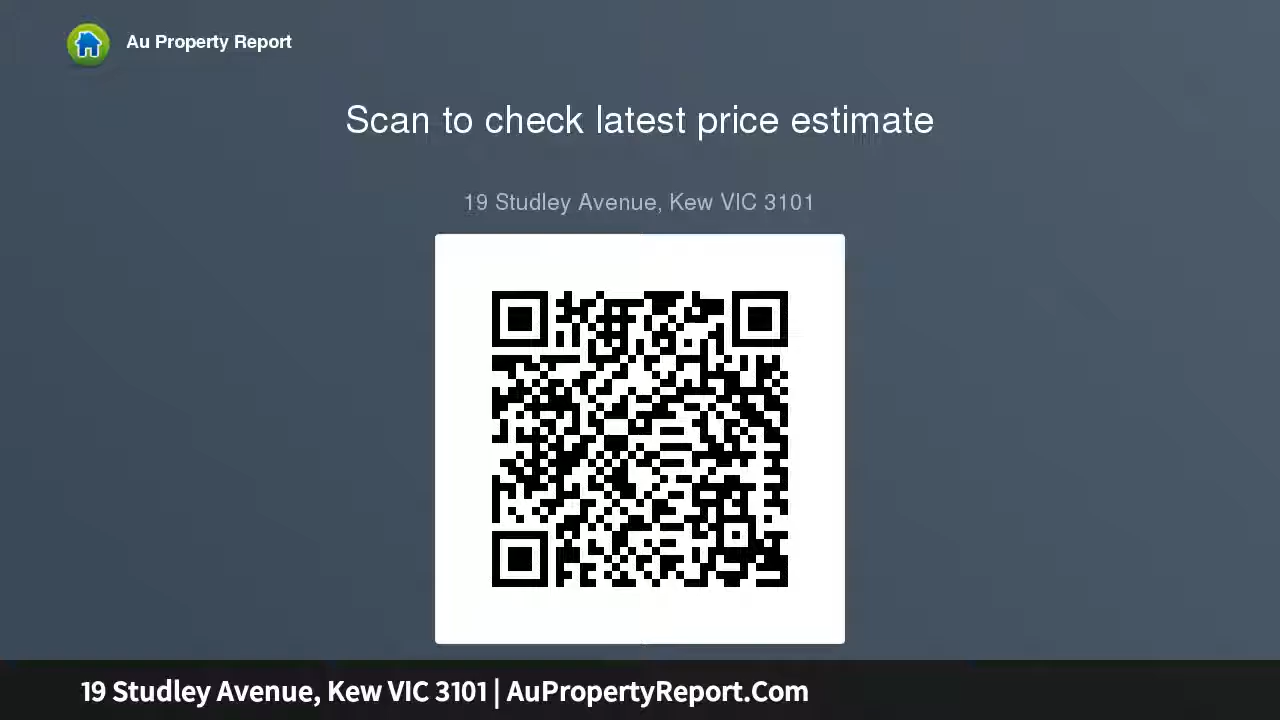 Au Property Report
Scan to check latest price estimate
19 Studley Avenue, Kew VIC 3101
19 Studley Avenue, Kew VIC 3101 | AuPropertyReport.Com